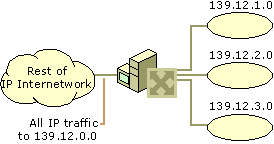 139.12.1.0
Rest of
IP Internetwork
139.12.2.0
All IP traffic
to 139.12.0.0
139.12.3.0